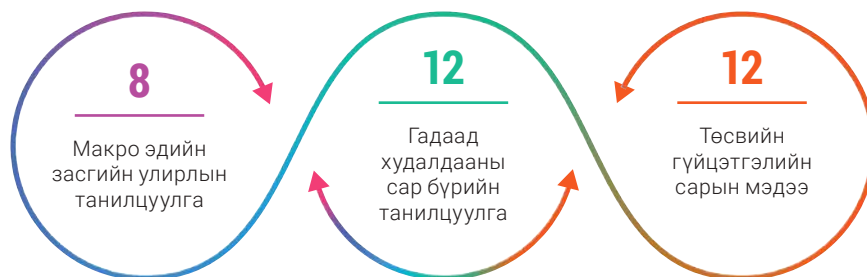 8
Макро эдийн
засгийн улирлын
танилцуулга
12
Гадаад
худалдааны
сар бүрийн
танилцуулга
12
Төсвийн
гүйцэтгэлийн
сарын мэдээ